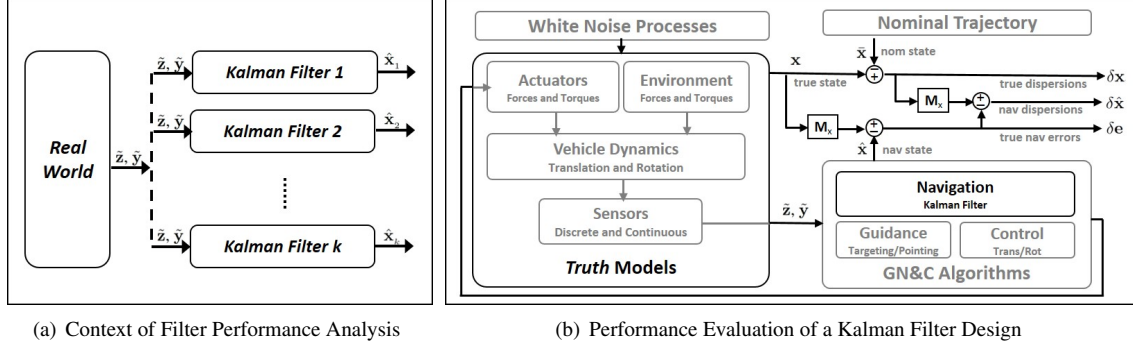 Real
World
z̃, ỹ
z̃, ỹ
Kalman Filter 1
x̂₁
z̃, ỹ
Kalman Filter 2
x̂₂
z̃, ỹ
Kalman Filter k
x̂ₖ
(a) Context of Filter Performance Analysis
White Noise Processes
Nominal Trajectory
x̄
nom state
Actuators
Forces and Torques
Environment
Forces and Torques
Vehicle Dynamics
Translation and Rotation
Sensors
Discrete and Continuous
Truth Models
x
true state
δx
true dispersions
Mₓ
δx̂
nav dispersions
Mₓ
δe
true nav errors
x̂
nav state
z̃, ỹ
Navigation
Kalman Filter
Guidance
Targeting/Pointing
Control
Trans/Rot
GN&C Algorithms
(b) Performance Evaluation of a Kalman Filter Design